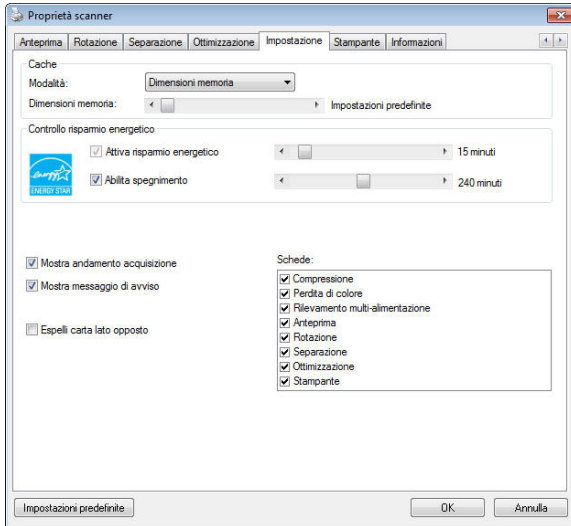 Proprietà scanner
Anteprima Rotazione Separazione Ottimizzazione Impostazione Stampante Informazioni
Cache
Modalità: Dimensioni memoria
Dimensioni memoria: Impostazioni predefinite
Controllo risparmio energetico
Attiva risparmio energetico 15 minuti
energy
ENERGY STAR
Abilita spegnimento 240 minuti
Mostra andamento acquisizione
Mostra messaggio di avviso
Espelli carta lato opposto
Schede:
Compressione
Perdita di colore
Rilevamento multi-alimentazione
Anteprima
Rotazione
Separazione
Ottimizzazione
Stampante
Impostazioni predefinite OK Annulla